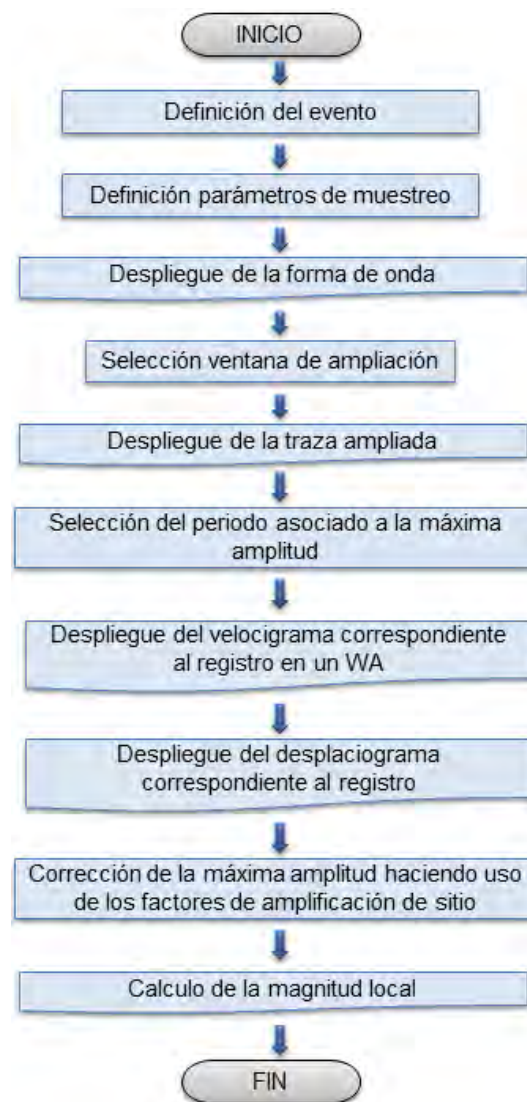 INICIO
Definición del evento
Definición parámetros de muestreo
Despliegue de la forma de onda
Selección ventana de ampliación
Despliegue de la traza ampliada
Selección del periodo asociado a la máxima
amplitud
Despliegue del velocigrama correspondiente
al registro en un WA
Despliegue del desplaciograma
correspondiente al registro
Corrección de la máxima amplitud haciendo uso
de los factores de amplificación de sitio
Calculo de la magnitud local
FIN